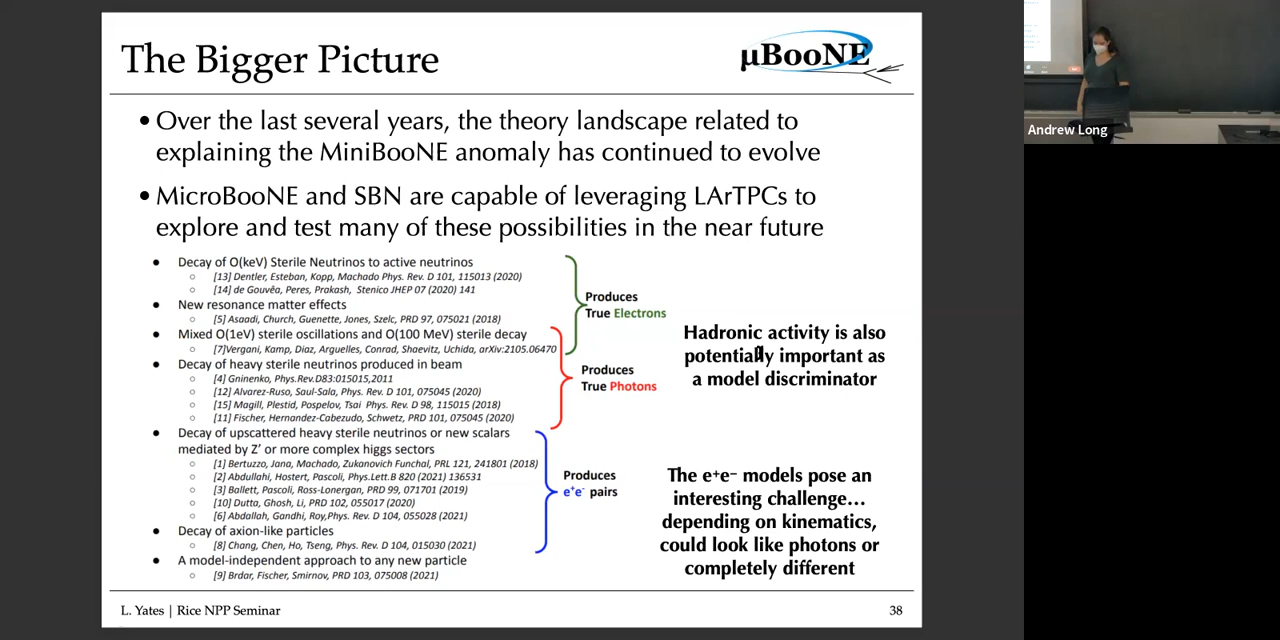 The Bigger Picture
µBooNE
• Over the last several years, the theory landscape related to
explaining the MiniBooNE anomaly has continued to evolve
• MicroBooNE and SBN are capable of leveraging LArTPCs to
explore and test many of these possibilities in the near future
• Decay of O(keV) Sterile Neutrinos to active neutrinos
○ [13] Dentler, Esteban, Kopp, Machado Phys. Rev. D 101, 115013 (2020)
○ [14] de Gouvêa, Peres, Prakash, Stenico JHEP 07 (2020) 141
• New resonance matter effects
○ [5] Asaadi, Church, Guenette, Jones, Szelc, PRD 97, 075021 (2018)
• Mixed O(1eV) sterile oscillations and O(100 MeV) sterile decay
○ [7]Vergani, Kamp, Diaz, Arguelles, Conrad, Shaevitz, Uchida, arXiv:2105.06470
• Decay of heavy sterile neutrinos produced in beam
○ [4] Gninenko, Phys.Rev.D83:015015,2011
○ [12] Alvarez-Ruso, Saul-Sala, Phys. Rev. D 101, 075045 (2020)
○ [15] Magill, Plestid, Pospelov, Tsai Phys. Rev. D 98, 115015 (2018)
○ [11] Fischer, Hernandez-Cabezudo, Schwetz, PRD 101, 075045 (2020)
• Decay of upscattered heavy sterile neutrinos or new scalars
mediated by Z' or more complex higgs sectors
○ [1] Bertuzzo, Jana, Machado, Zukanovich Funchal, PRL 121, 241801 (2018)
○ [2] Abdullahi, Hostert, Pascoli, Phys.Lett.B 820 (2021) 136531
○ [3] Ballett, Pascoli, Ross-Lonergan, PRD 99, 071701 (2019)
○ [10] Dutta, Ghosh, Li, PRD 102, 055017 (2020)
○ [6] Abdallah, Gandhi, Roy,Phys. Rev. D 104, 055028 (2021)
• Decay of axion-like particles
○ [8] Chang, Chen, Ho, Tseng, Phys. Rev. D 104, 015030 (2021)
• A model-independent approach to any new particle
○ [9] Brdar, Fischer, Smirnov, PRD 103, 075008 (2021)
Produces
True Electrons
Produces
True Photons
Produces
e⁺e⁻ pairs
Hadronic activity is also
potentially important as
a model discriminator
The e⁺e⁻ models pose an
interesting challenge…
depending on kinematics,
could look like photons or
completely different
L. Yates | Rice NPP Seminar
38
Andrew Long